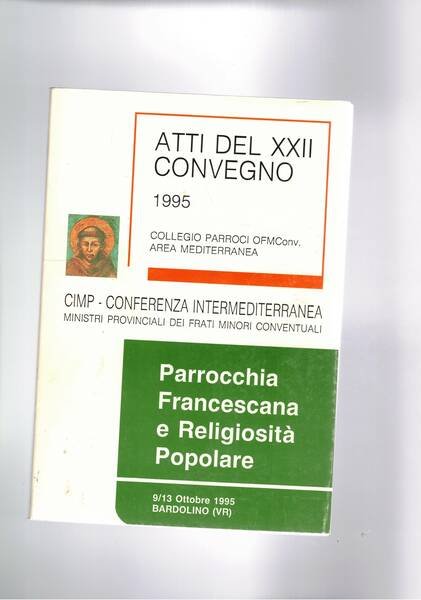 ATTI DEL XXII
CONVEGNO
1995
COLLEGIO PARROCI OFMConv.
AREA MEDITERRANEA
CIMP - CONFERENZA INTERMEDITERRANEA
MINISTRI PROVINCIALI DEI FRATI MINORI CONVENTUALI
Parrocchia
Francescana
e Religiosità
Popolare
9/13 Ottobre 1995
BARDOLINO (VR)